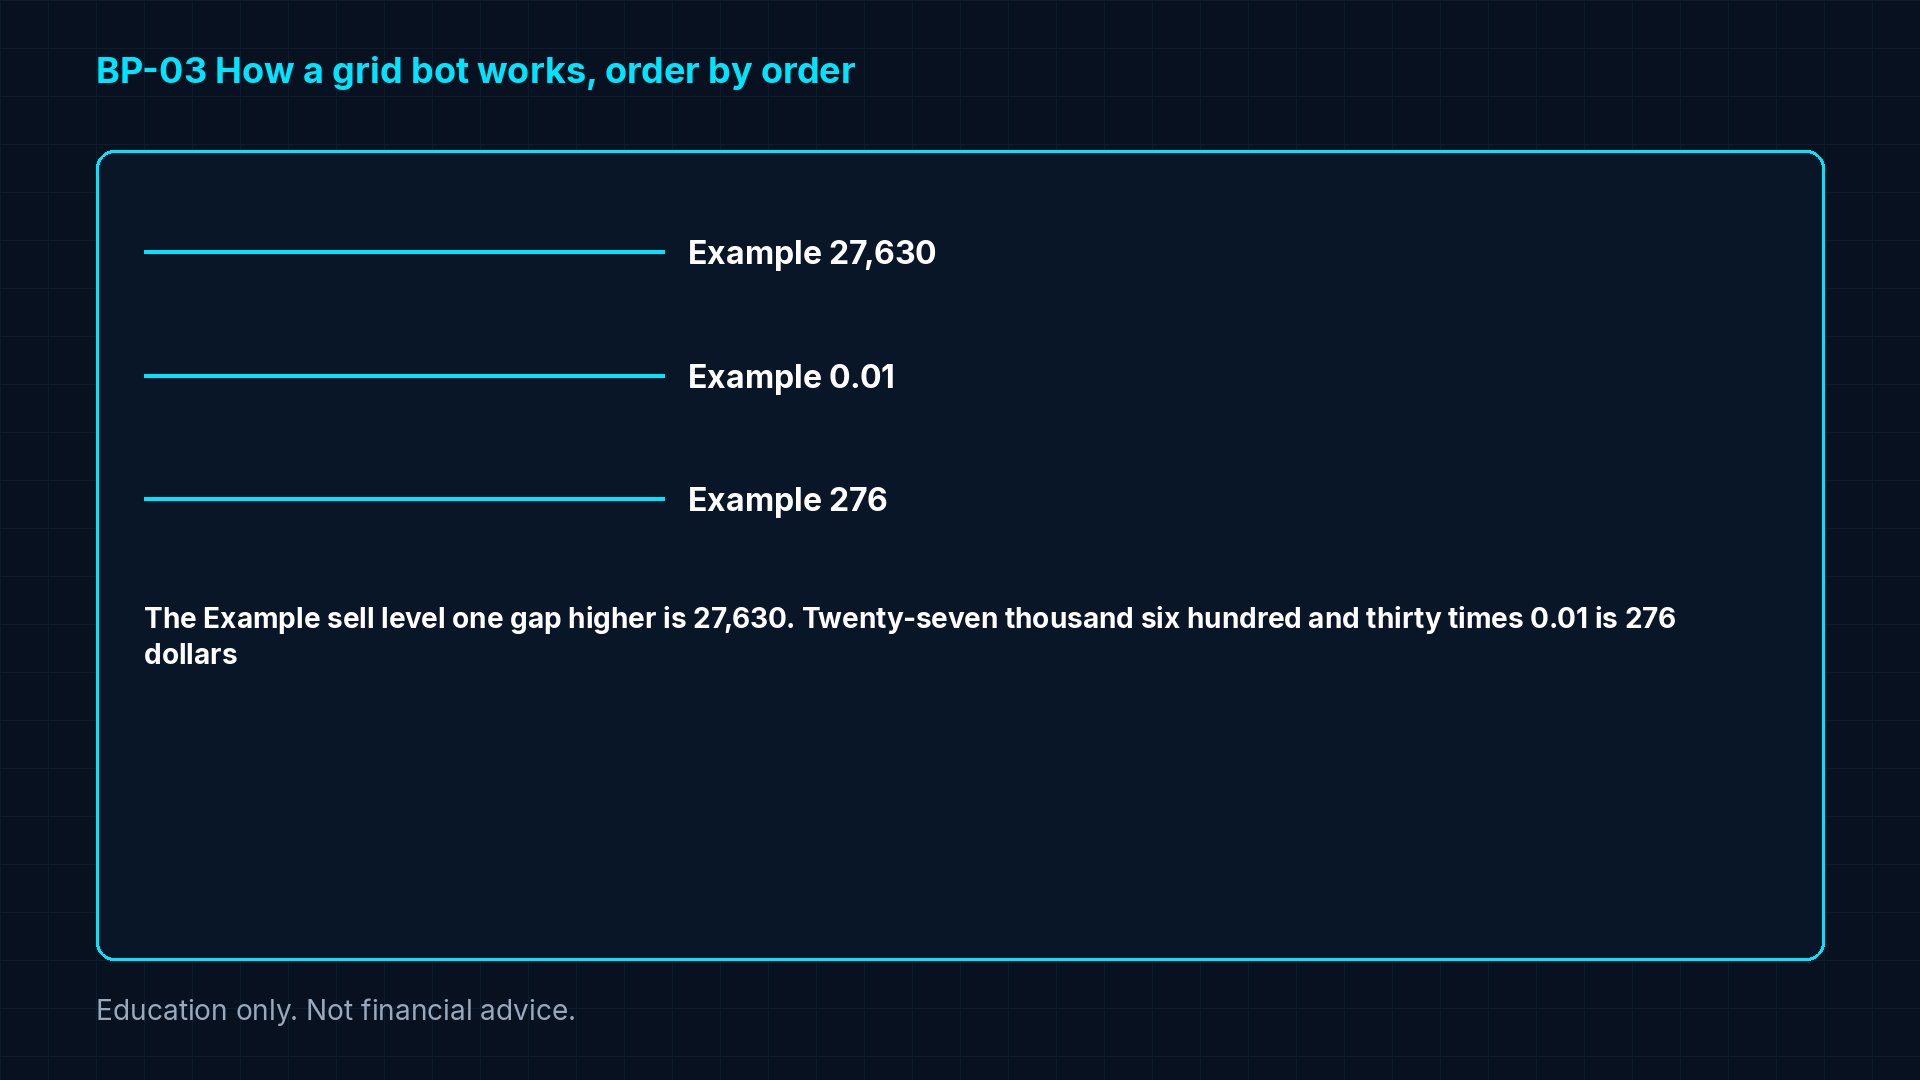 BP-03 How a grid bot works, order by order
Example 27,630
Example 0.01
Example 276
The Example sell level one gap higher is 27,630. Twenty-seven thousand six hundred and thirty times 0.01 is 276
dollars
Education only. Not financial advice.